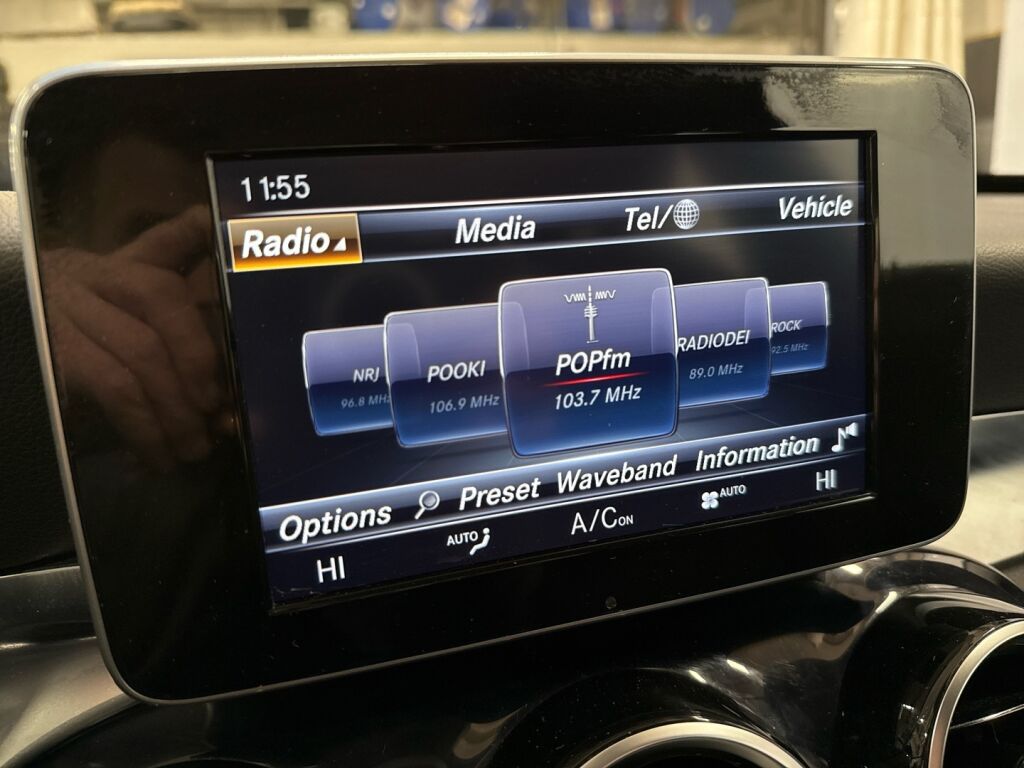 11:55
Radio Media Tel/ Vehicle
NRJ POOKI POPfm RADIODEI ROCK
96.8 MHz 106.9 MHz 103.7 MHz 89.0 MHz 92.5 MHz
Options Preset Waveband Information
HI AUTO A/C ON AUTO HI